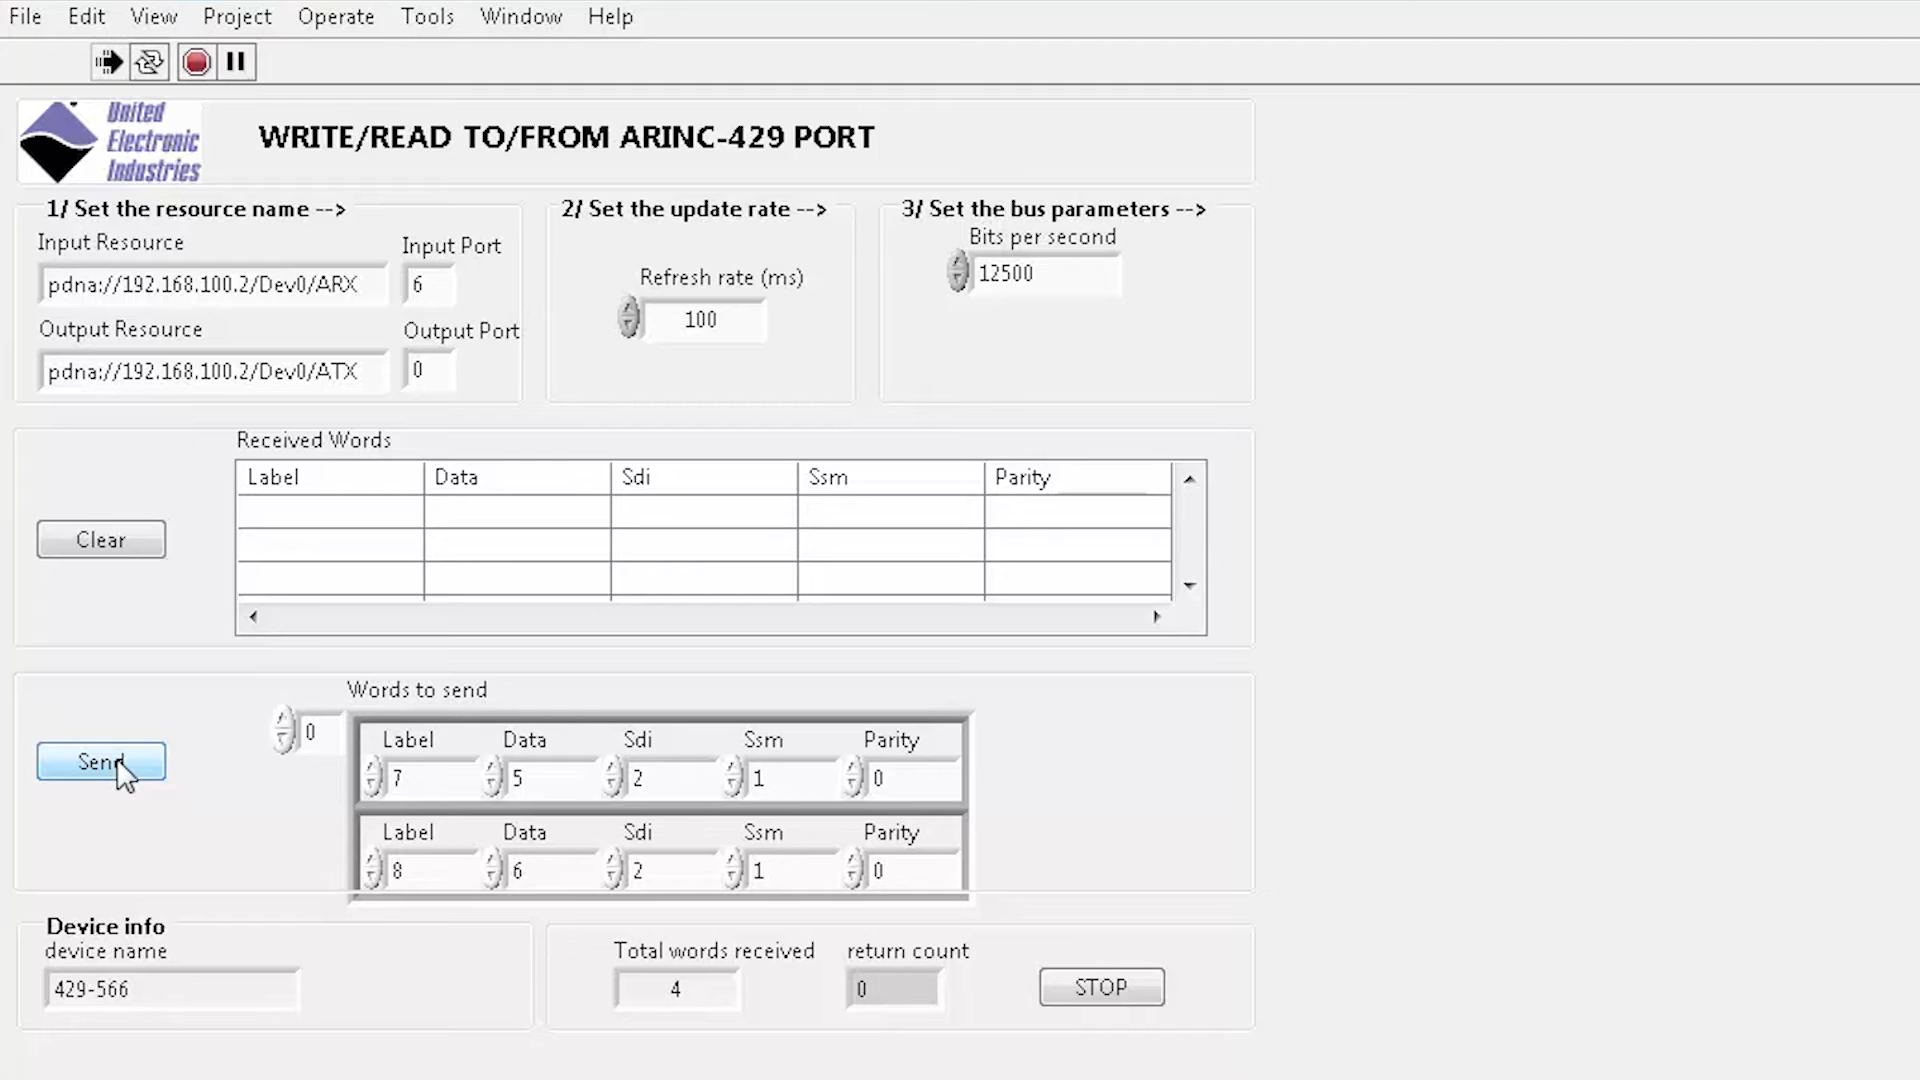 File Edit View Project Operate Tools Window Help
United
Electronic
Industries
WRITE/READ TO/FROM ARINC-429 PORT
1/ Set the resource name -->
Input Resource
Input Port
pdna://192.168.100.2/Dev0/ARX
6
Output Resource
Output Port
pdna://192.168.100.2/Dev0/ATX
0
2/ Set the update rate -->
Refresh rate (ms)
100
3/ Set the bus parameters -->
Bits per second
12500
Received Words
Label Data Sdi Ssm Parity
Clear
Words to send
Send
0
Label Data Sdi Ssm Parity
7 5 2 1 0
Label Data Sdi Ssm Parity
8 6 2 1 0
Device info
device name
429-566
Total words received
4
return count
0
STOP